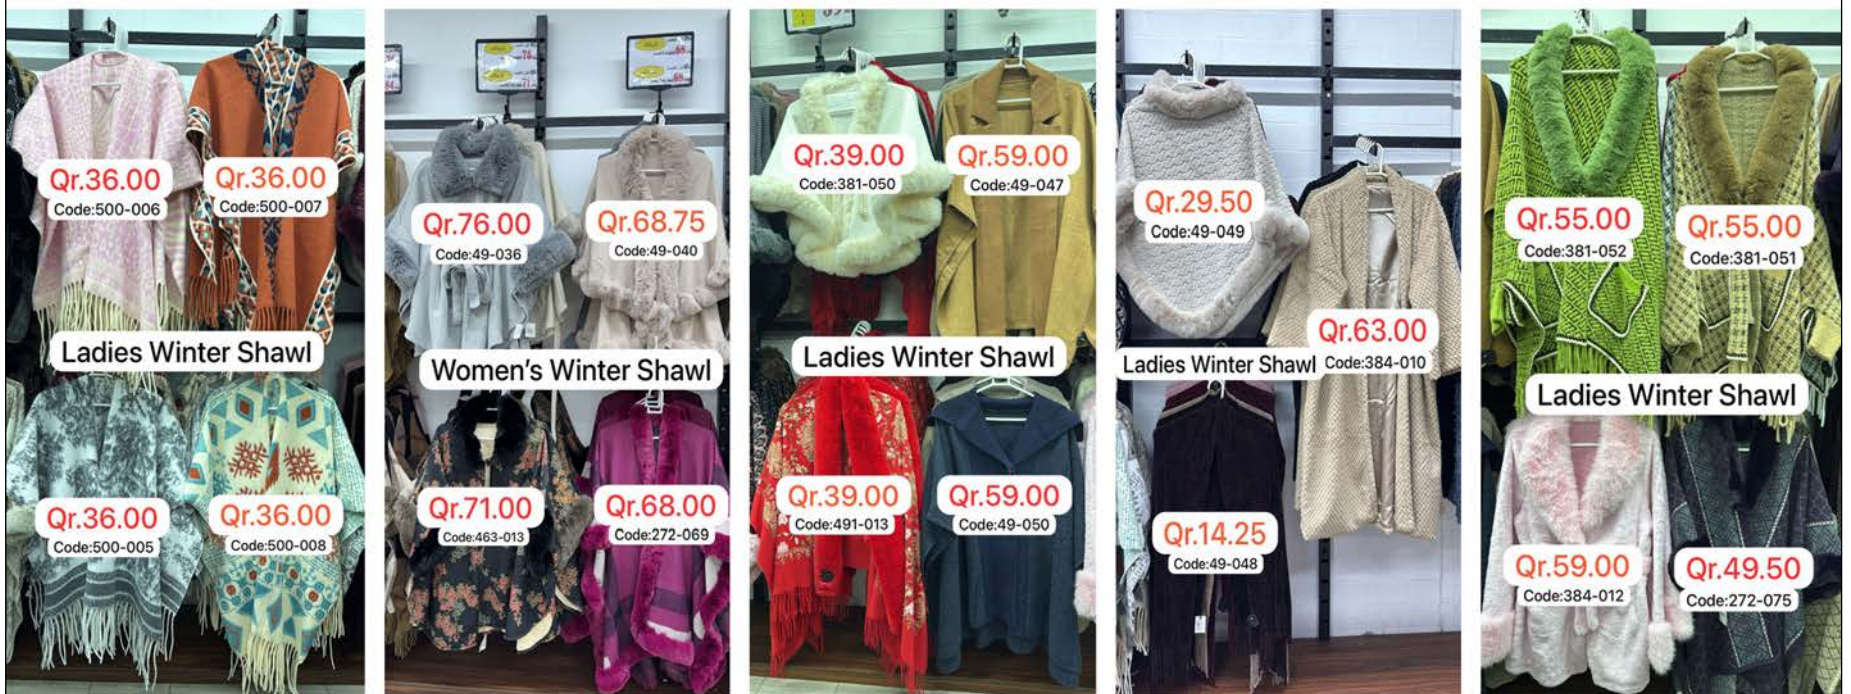 Qr.36.00
Code:500-006
Qr.36.00
Code:500-007
Ladies Winter Shawl
Qr.36.00
Code:500-005
Qr.36.00
Code:500-008
76
71
68
68
Qr.76.00
Code:49-036
Qr.68.75
Code:49-040
Women's Winter Shawl
Qr.71.00
Code:463-013
Qr.68.00
Code:272-069
Qr.39.00
Code:381-050
Qr.59.00
Code:49-047
Ladies Winter Shawl
Qr.39.00
Code:491-013
Qr.59.00
Code:49-050
Qr.29.50
Code:49-049
Qr.63.00
Code:384-010
Ladies Winter Shawl
Qr.14.25
Code:49-048
Qr.55.00
Code:381-052
Qr.55.00
Code:381-051
Ladies Winter Shawl
Qr.59.00
Code:384-012
Qr.49.50
Code:272-075